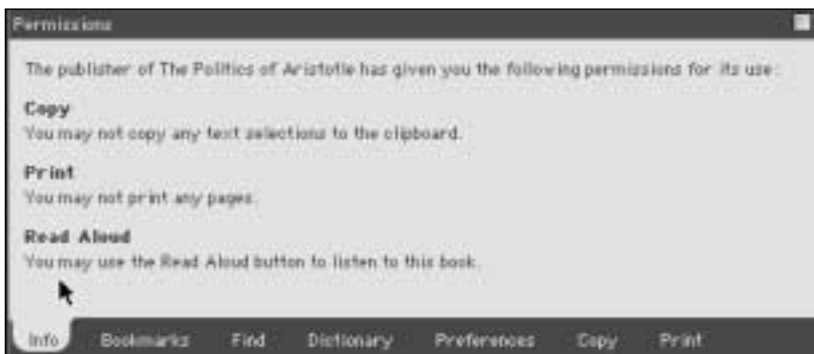 Permissions
The publisher of The Politics of Aristotle has given you the following permissions for its use:
Copy
You may not copy any text selections to the clipboard.
Print
You may not print any pages.
Read Aloud
You may use the Read Aloud button to listen to this book.
Info Bookmarks Find Dictionary Preferences Copy Print